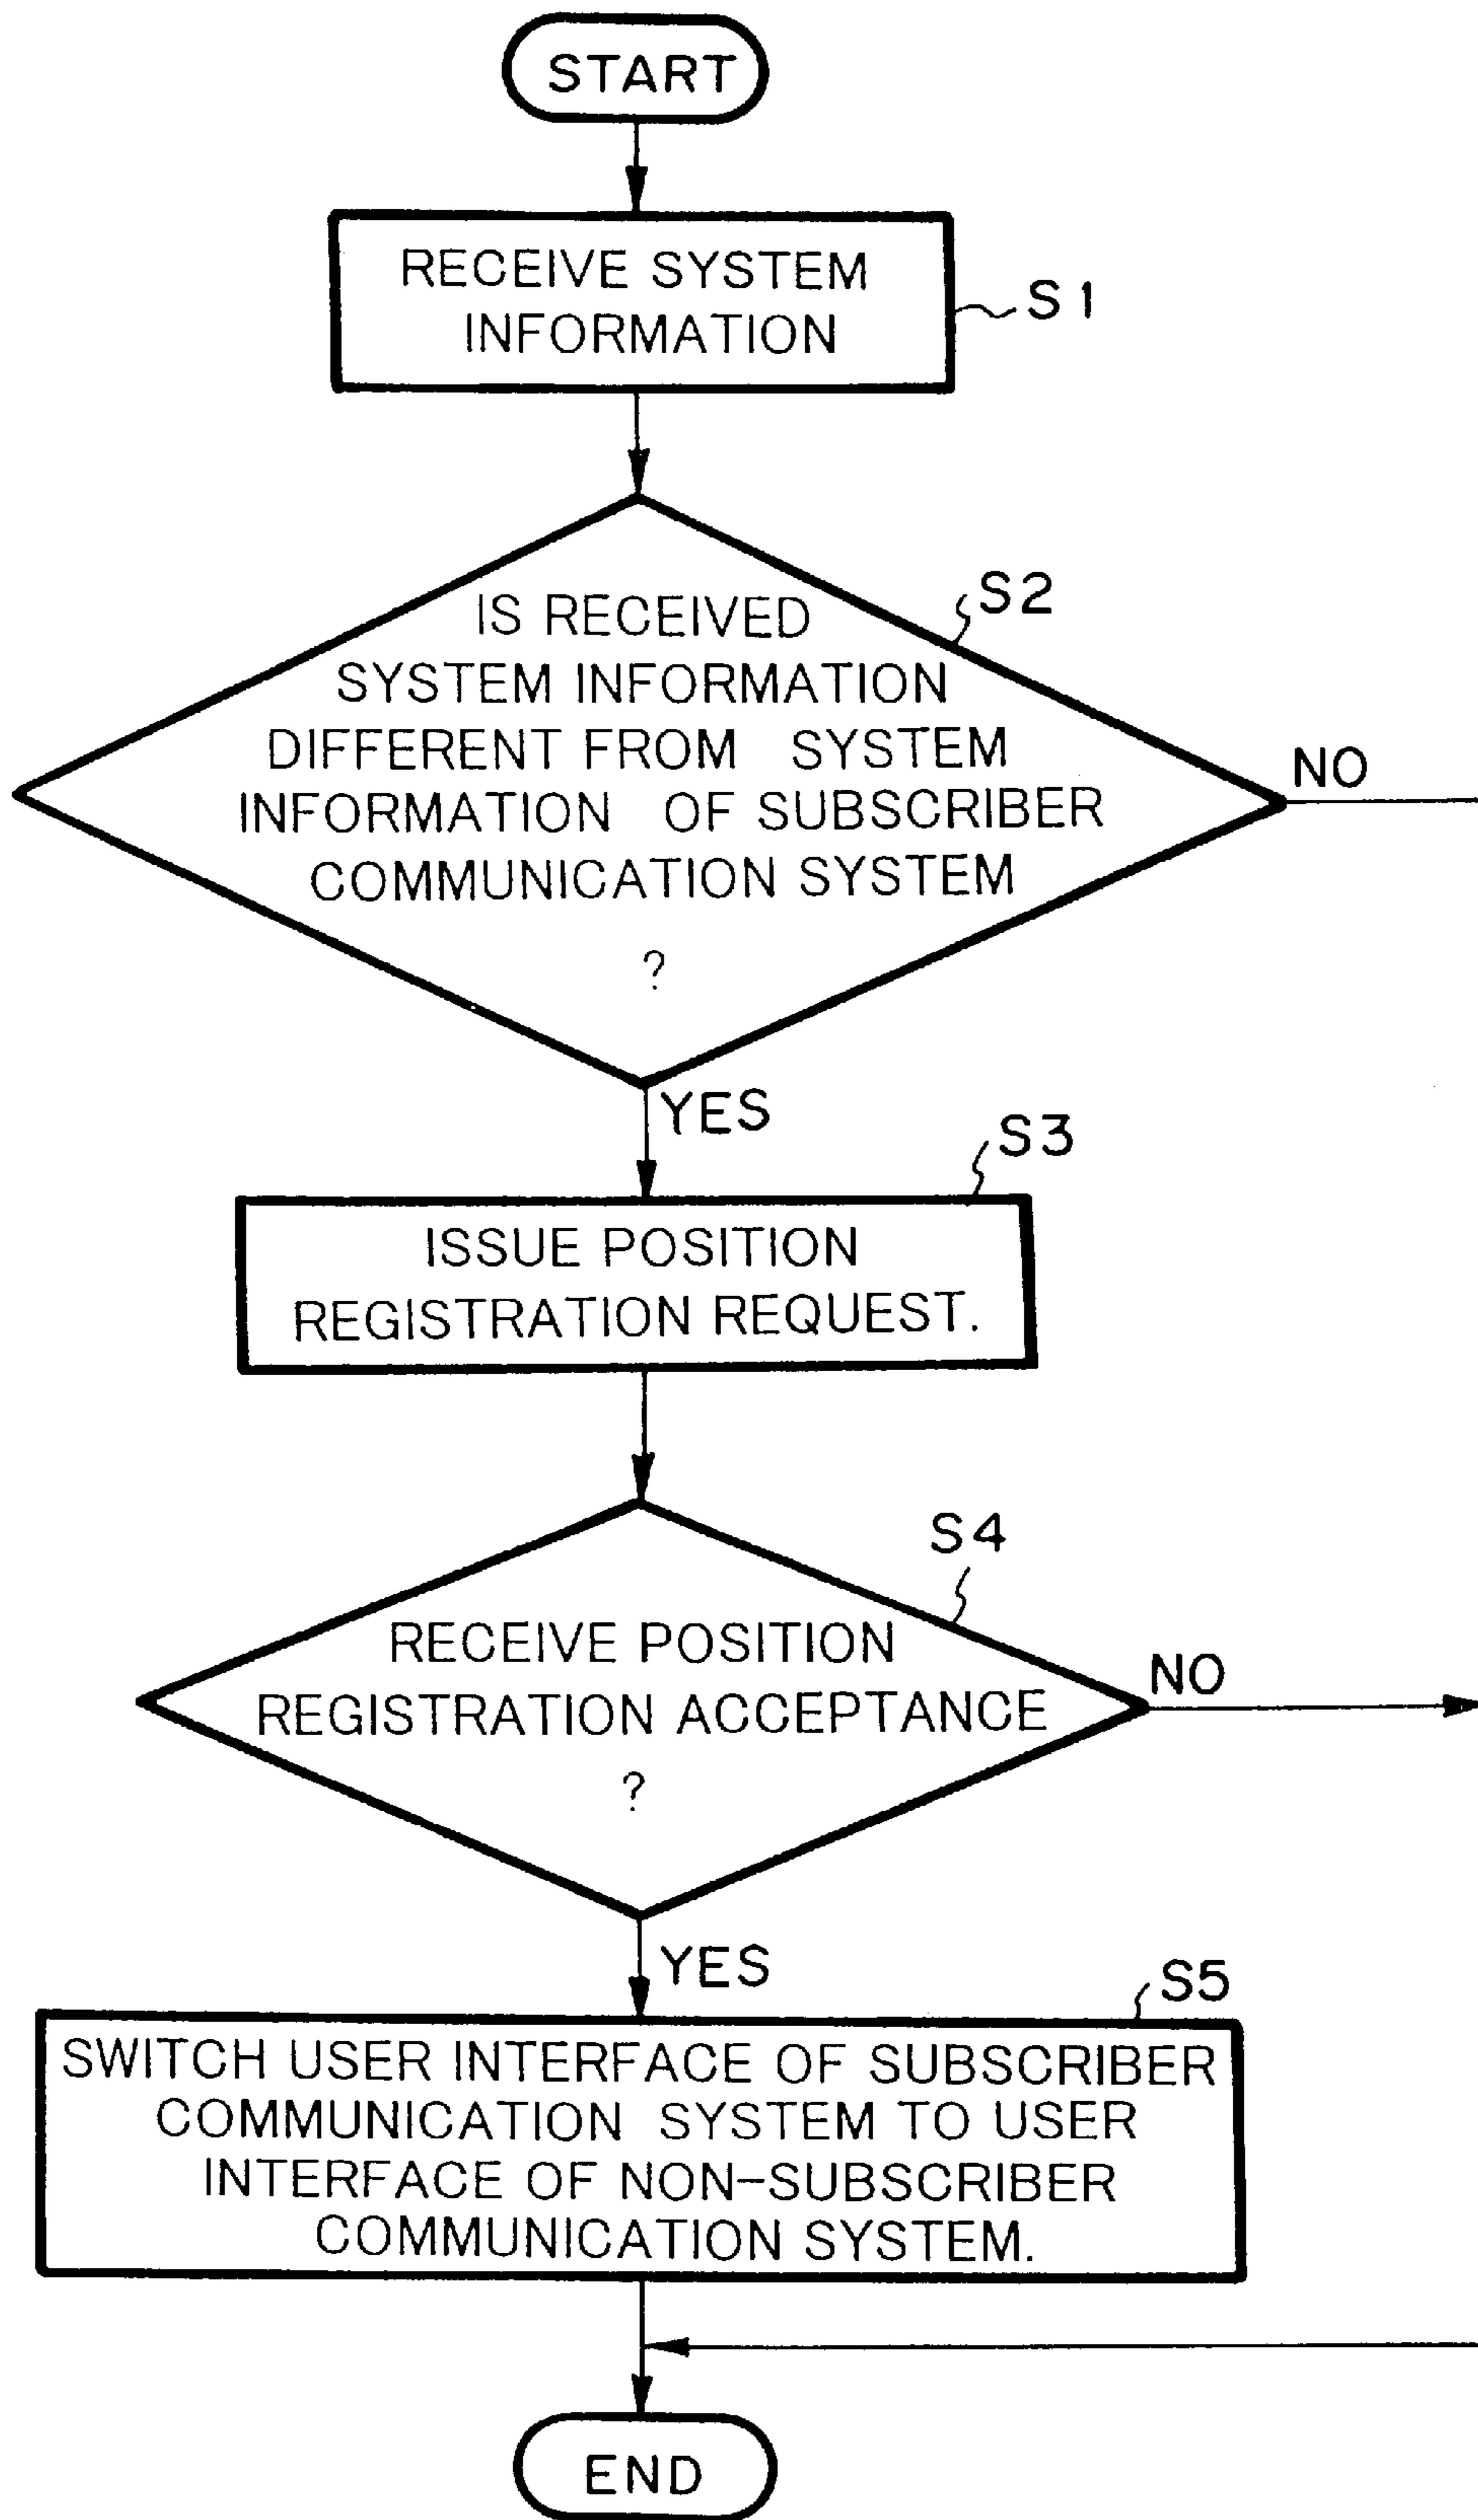 START
RECEIVE SYSTEM
INFORMATION
S1
S2
IS RECEIVED
SYSTEM INFORMATION
DIFFERENT FROM SYSTEM
INFORMATION OF SUBSCRIBER
COMMUNICATION SYSTEM
?
NO
YES
S3
ISSUE POSITION
REGISTRATION REQUEST.
S4
RECEIVE POSITION
REGISTRATION ACCEPTANCE
?
NO
YES
S5
SWITCH USER INTERFACE OF SUBSCRIBER
COMMUNICATION SYSTEM TO USER
INTERFACE OF NON-SUBSCRIBER
COMMUNICATION SYSTEM.
END